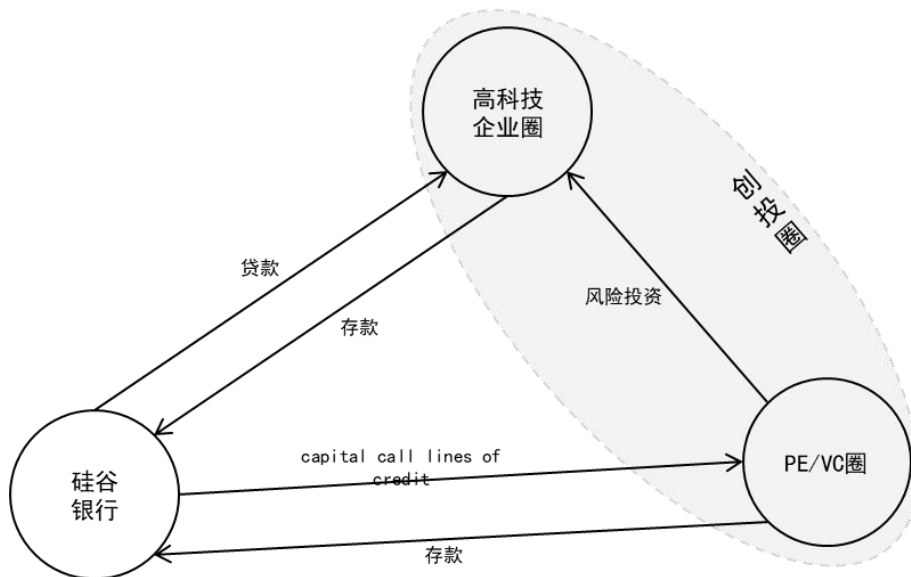 高科技
企业圈
创投圈
贷款
风险投资
存款
capital call lines of
credit
PE/VC圈
硅谷
银行
存款